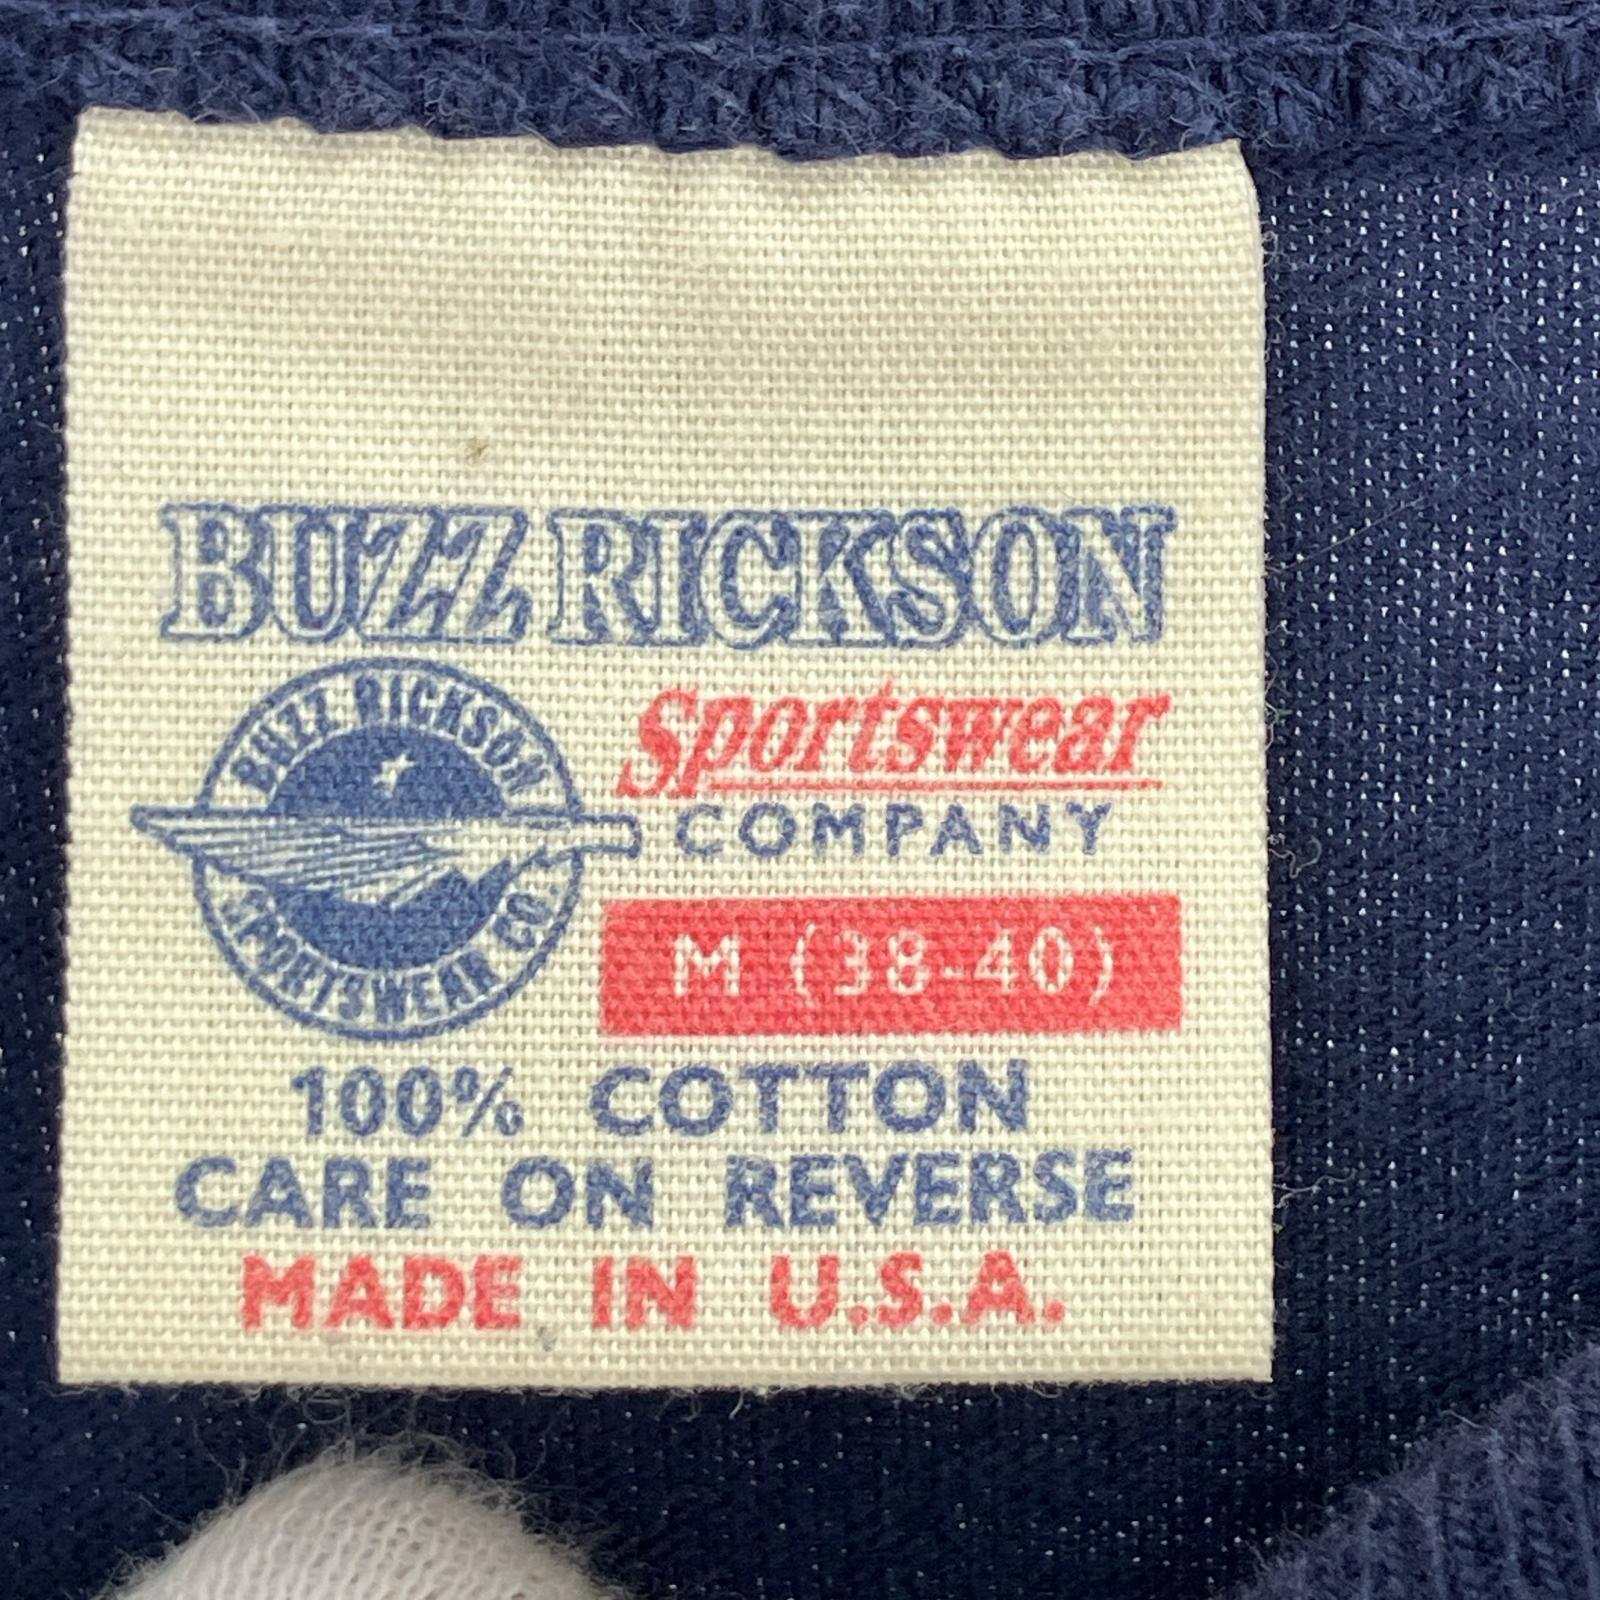 BUZZ RICKSON
BUZZ RICKSON
SPORTSWEAR CO.
Sportswear
COMPANY
M (38-40)
100% COTTON
CARE ON REVERSE
MADE IN U.S.A.